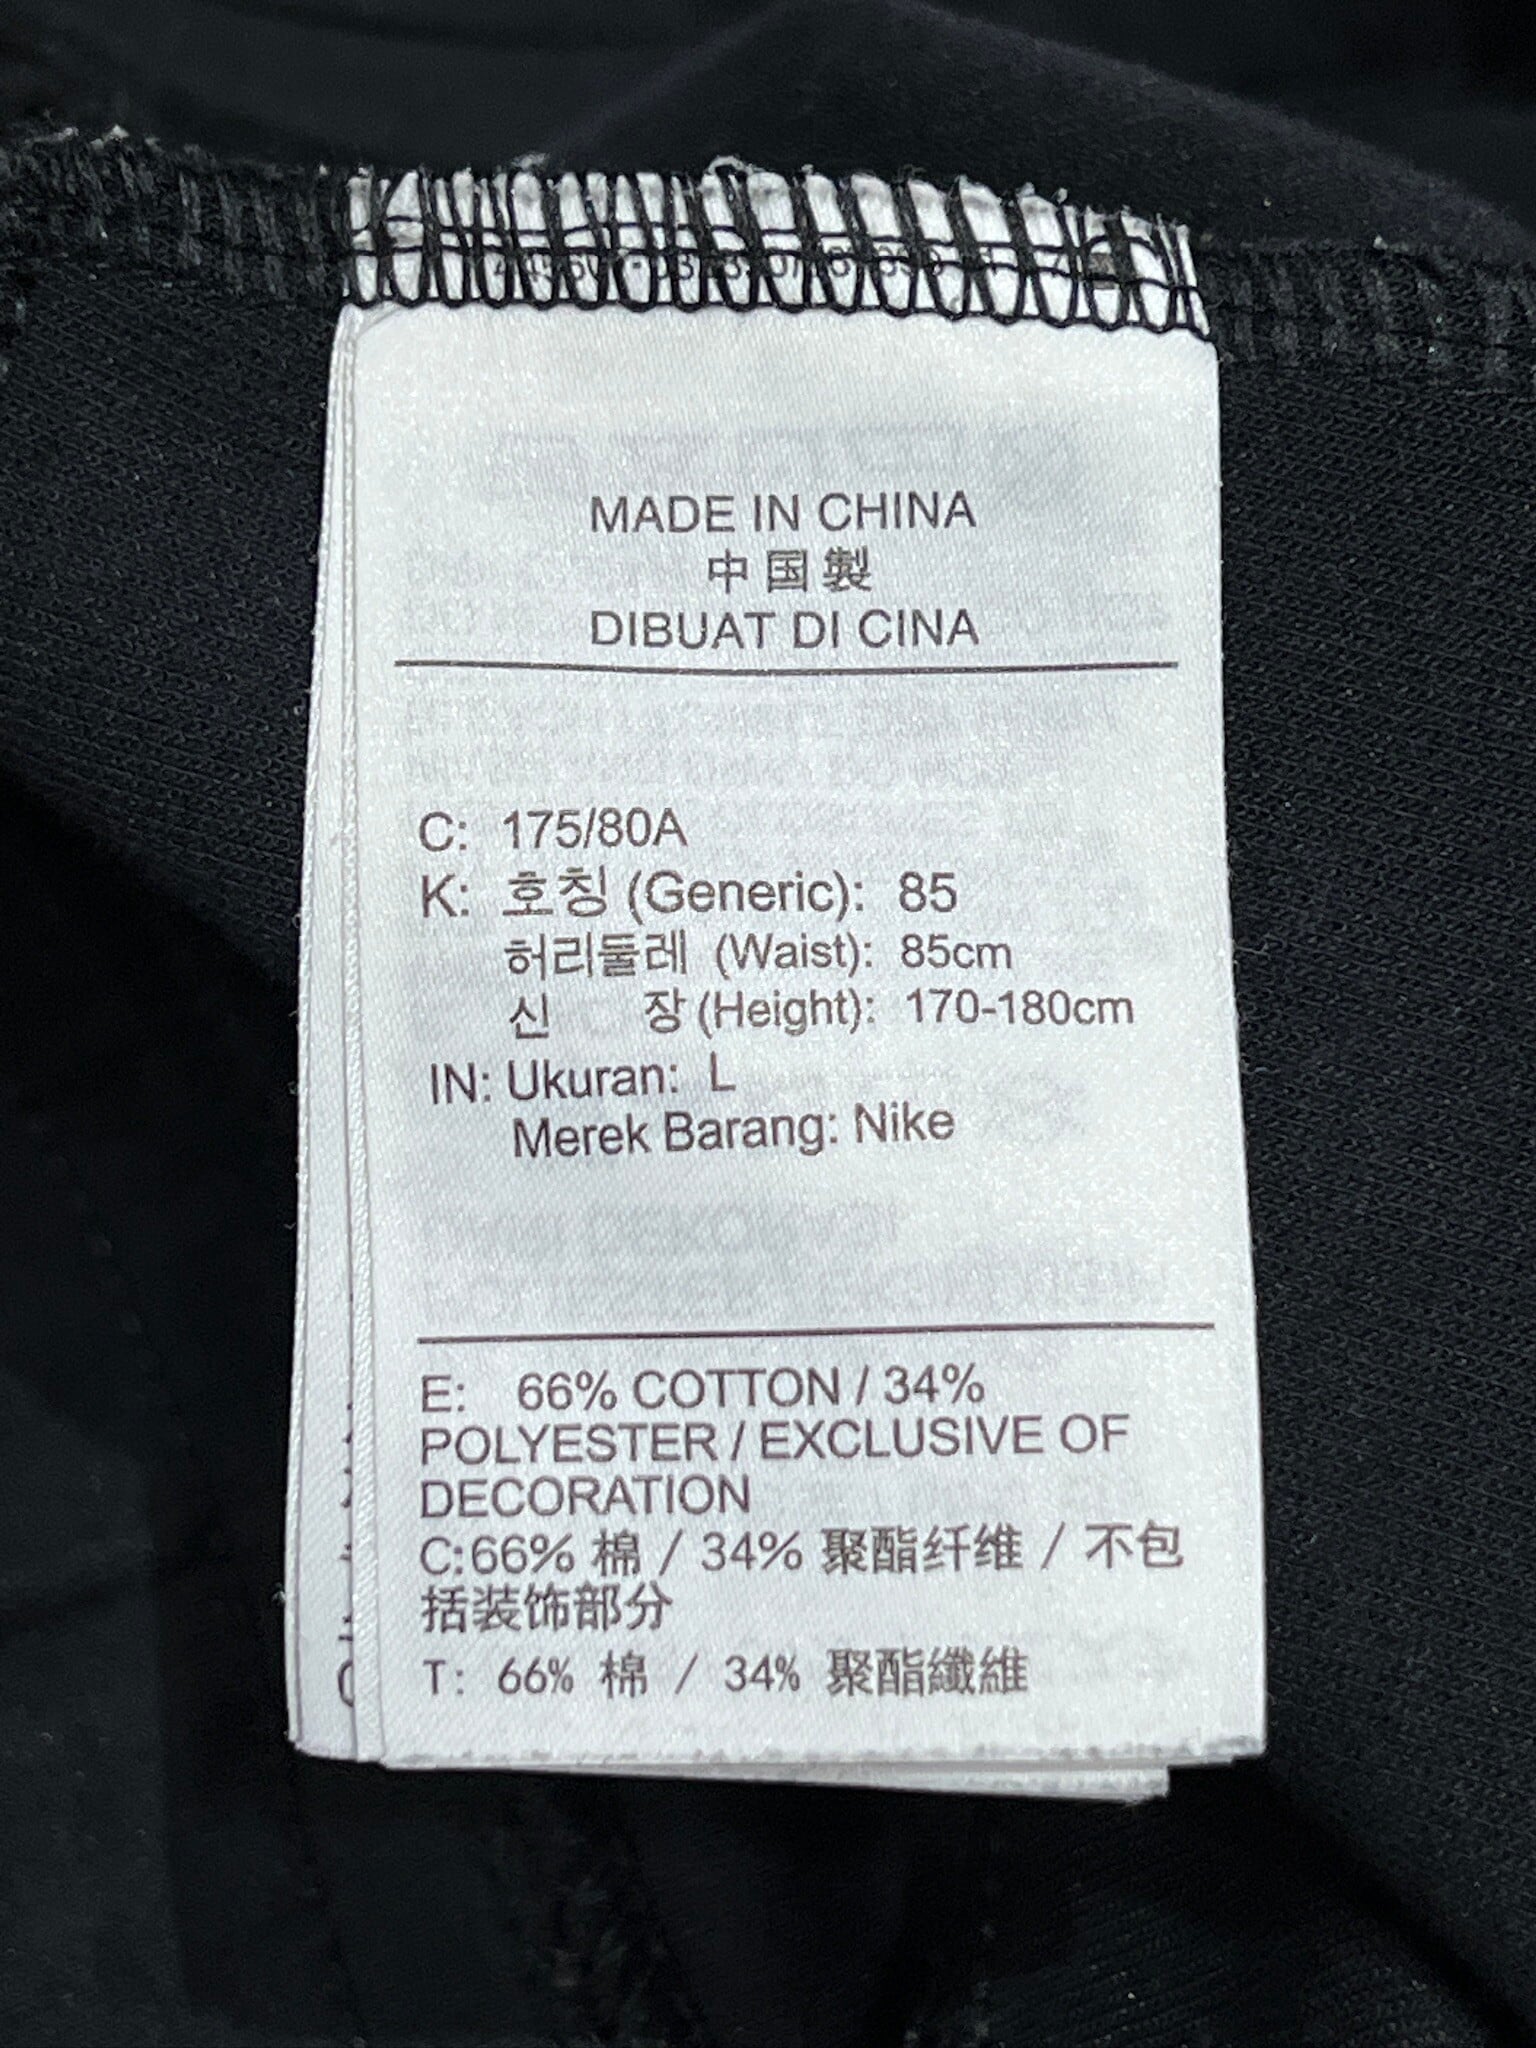 MADE IN CHINA
中国製
DIBUAT DI CINA
C: 175/80A
K: 호칭 (Generic): 85
허리둘레 (Waist): 85cm
신 장 (Height): 170-180cm
IN: Ukuran: L
Merek Barang: Nike
E: 66% COTTON / 34%
POLYESTER / EXCLUSIVE OF
DECORATION
C:66% 棉 / 34% 聚酯纤维 / 不包
括装饰部分
T: 66% 棉 / 34% 聚酯纖維